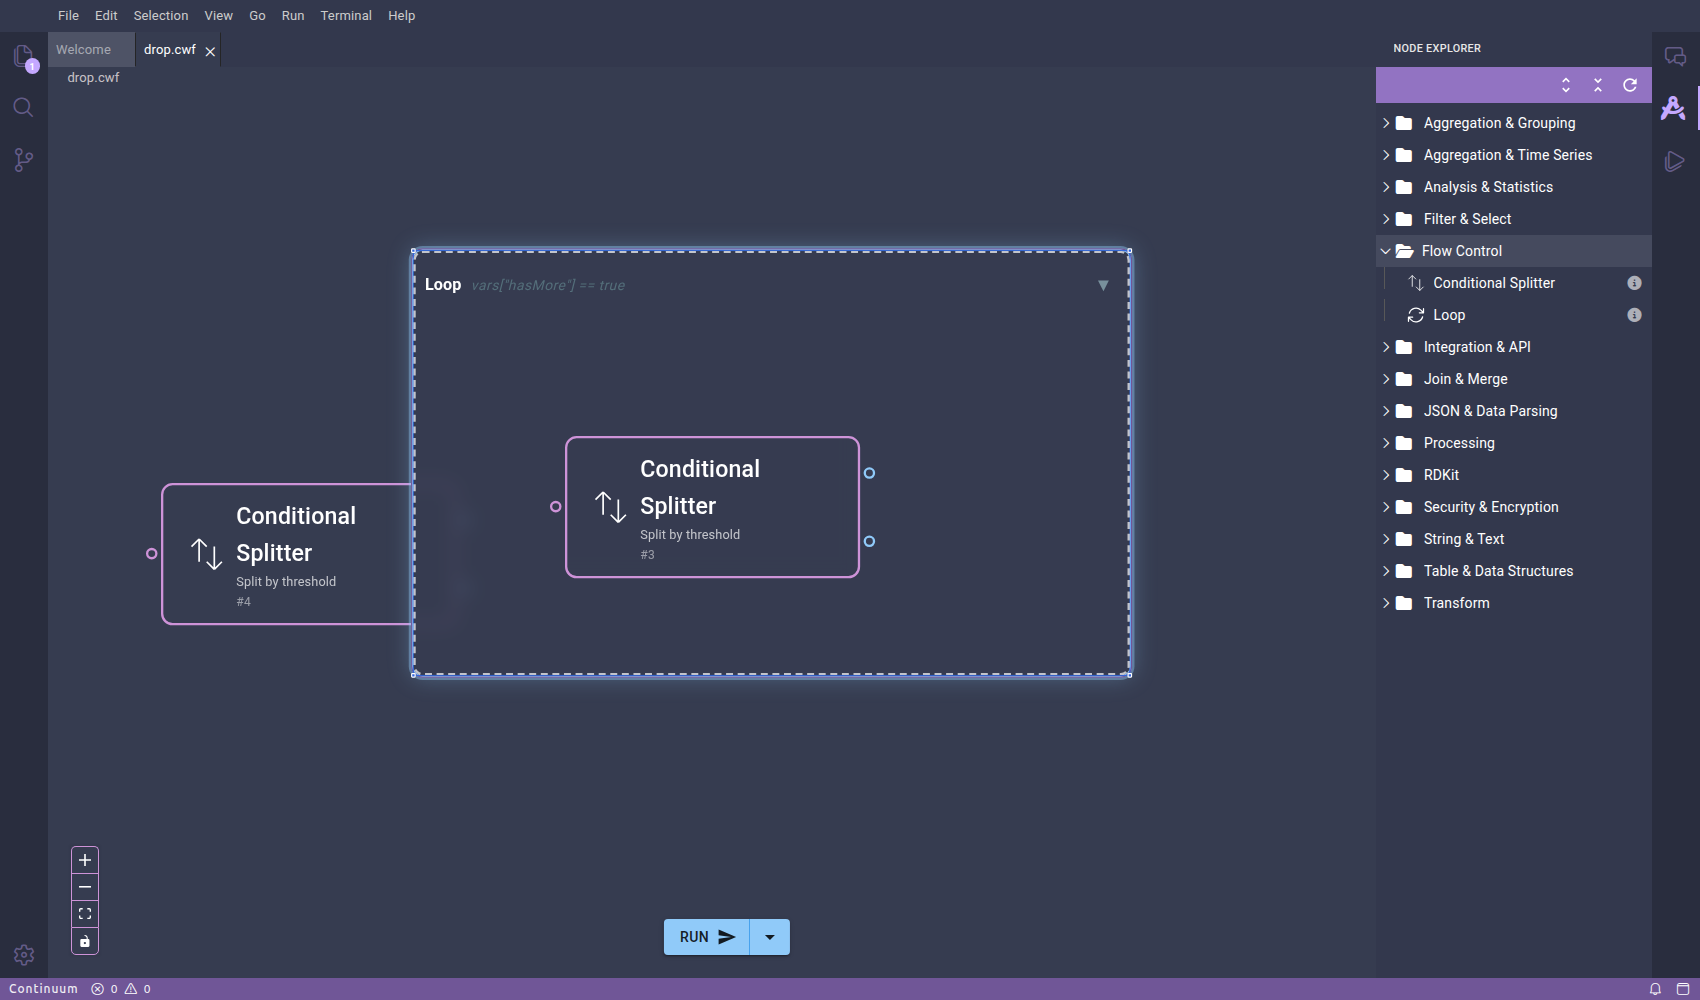 File Edit Selection View Go Run Terminal Help
1
Welcome
drop.cwf
drop.cwf
Loop vars["hasMore"] == true
Conditional
Splitter
Split by threshold
#3
Conditional
Splitter
Split by threshold
#4
RUN
NODE EXPLORER
Aggregation & Grouping
Aggregation & Time Series
Analysis & Statistics
Filter & Select
Flow Control
Conditional Splitter
Loop
Integration & API
Join & Merge
JSON & Data Parsing
Processing
RDKit
Security & Encryption
String & Text
Table & Data Structures
Transform
Continuum 0 0